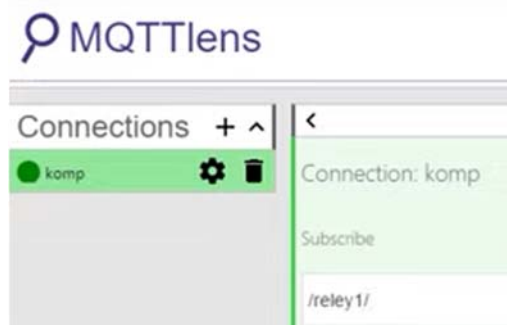 MQTTlens
Connections
komp
Connection: komp
Subscribe
/reley1/